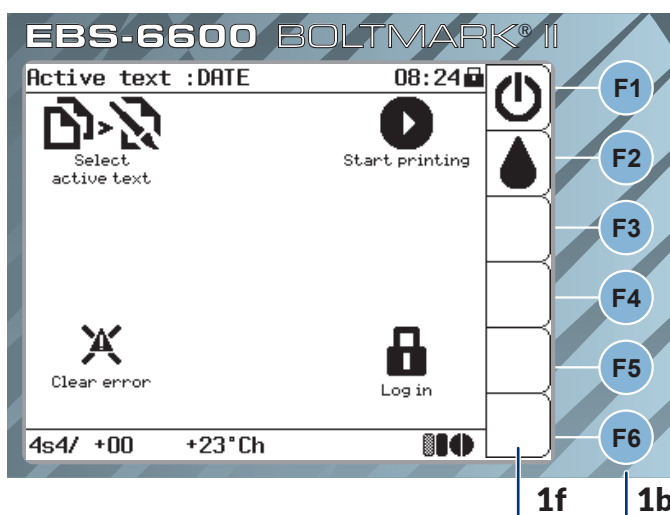 EBS-6600 BOLTMARK® II
Active text :DATE 08:24
F1
Select
active text
Start printing
F2
F3
F4
Clear error
Log in
F5
4s4/ +00 +23°Ch
F6
1f 1b